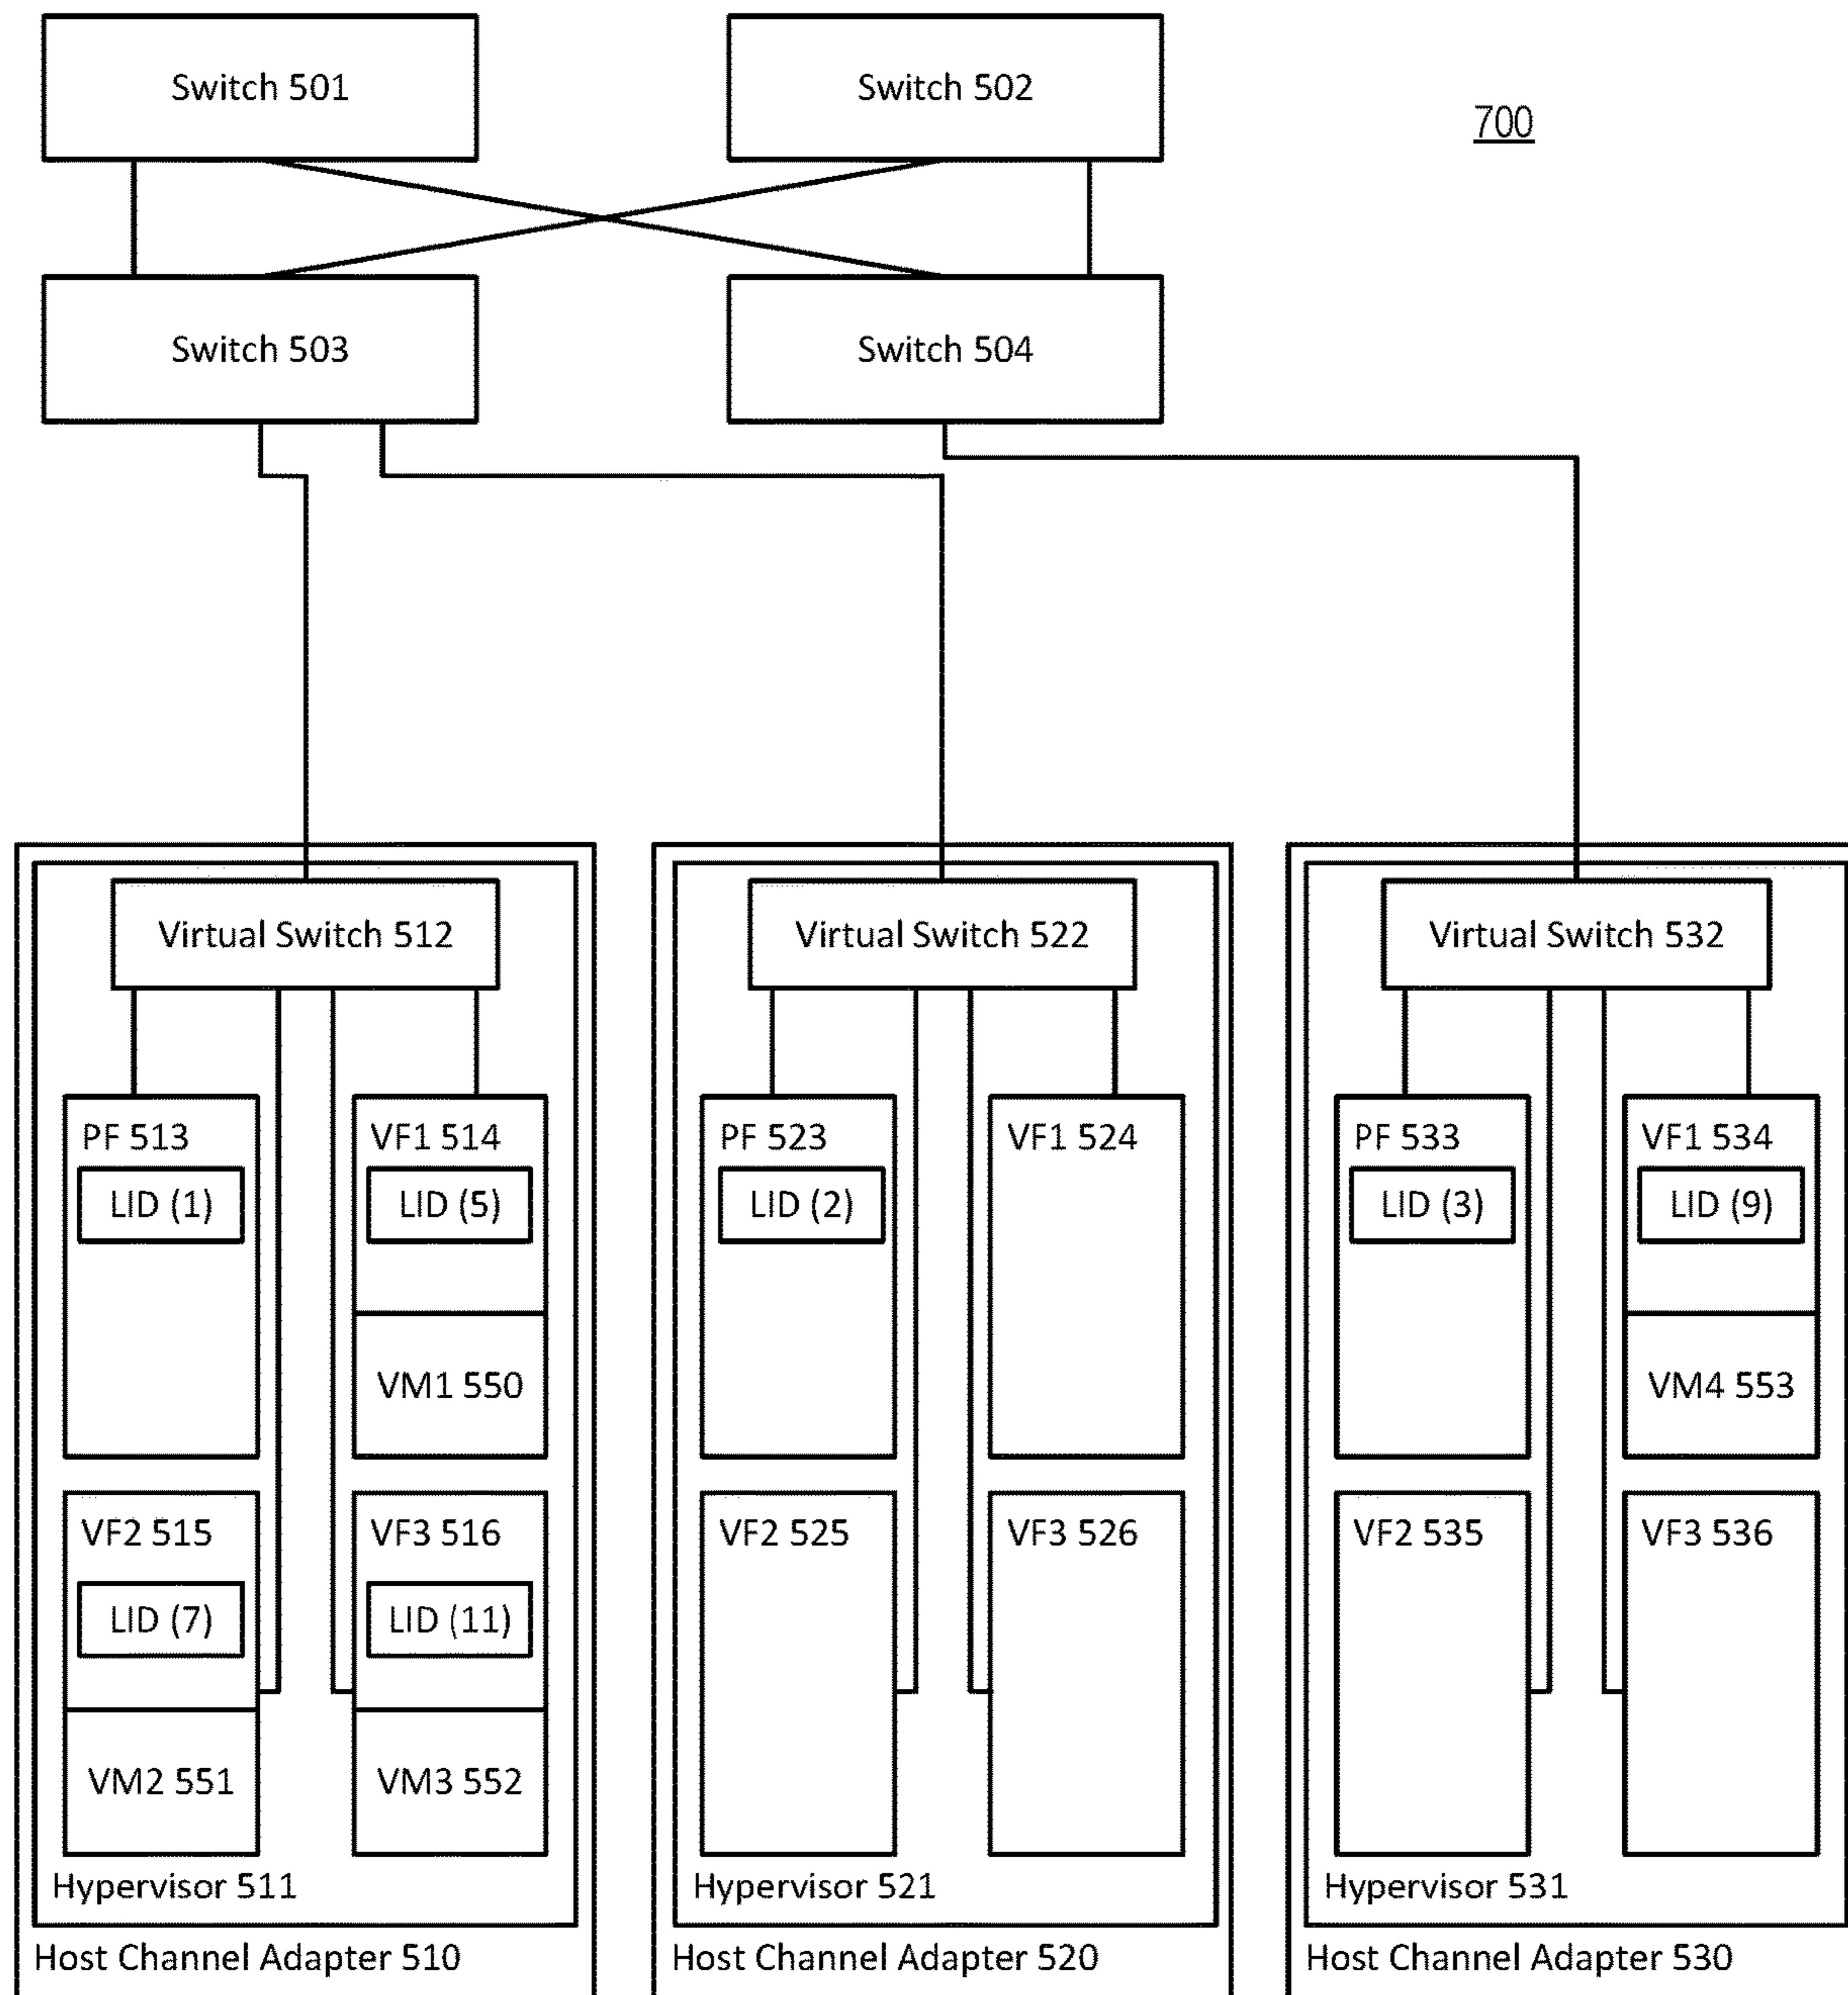 Switch 501
Switch 502
700
Switch 503
Switch 504
Virtual Switch 512
Virtual Switch 522
Virtual Switch 532
PF 513
LID (1)
VF1 514
LID (5)
VM1 550
PF 523
LID (2)
VF1 524
PF 533
LID (3)
VF1 534
LID (9)
VM4 553
VF2 515
LID (7)
VM2 551
VF3 516
LID (11)
VM3 552
VF2 525
VF3 526
VF2 535
VF3 536
Hypervisor 511
Hypervisor 521
Hypervisor 531
Host Channel Adapter 510
Host Channel Adapter 520
Host Channel Adapter 530